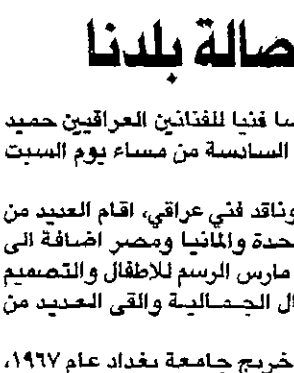 صالة بلدنا
سا فنيا للفنانين العراقيين حميد
السادسة من مساء يوم السبت
وناقد فني عراقي، اقام العديد من
حدة والمانيا ومصر اضافة الى
مارس الرسم للاطفال والتصميم
ال الجمالية والقى العديد من
خريج جامعة بغداد عام ١٩٦٧،